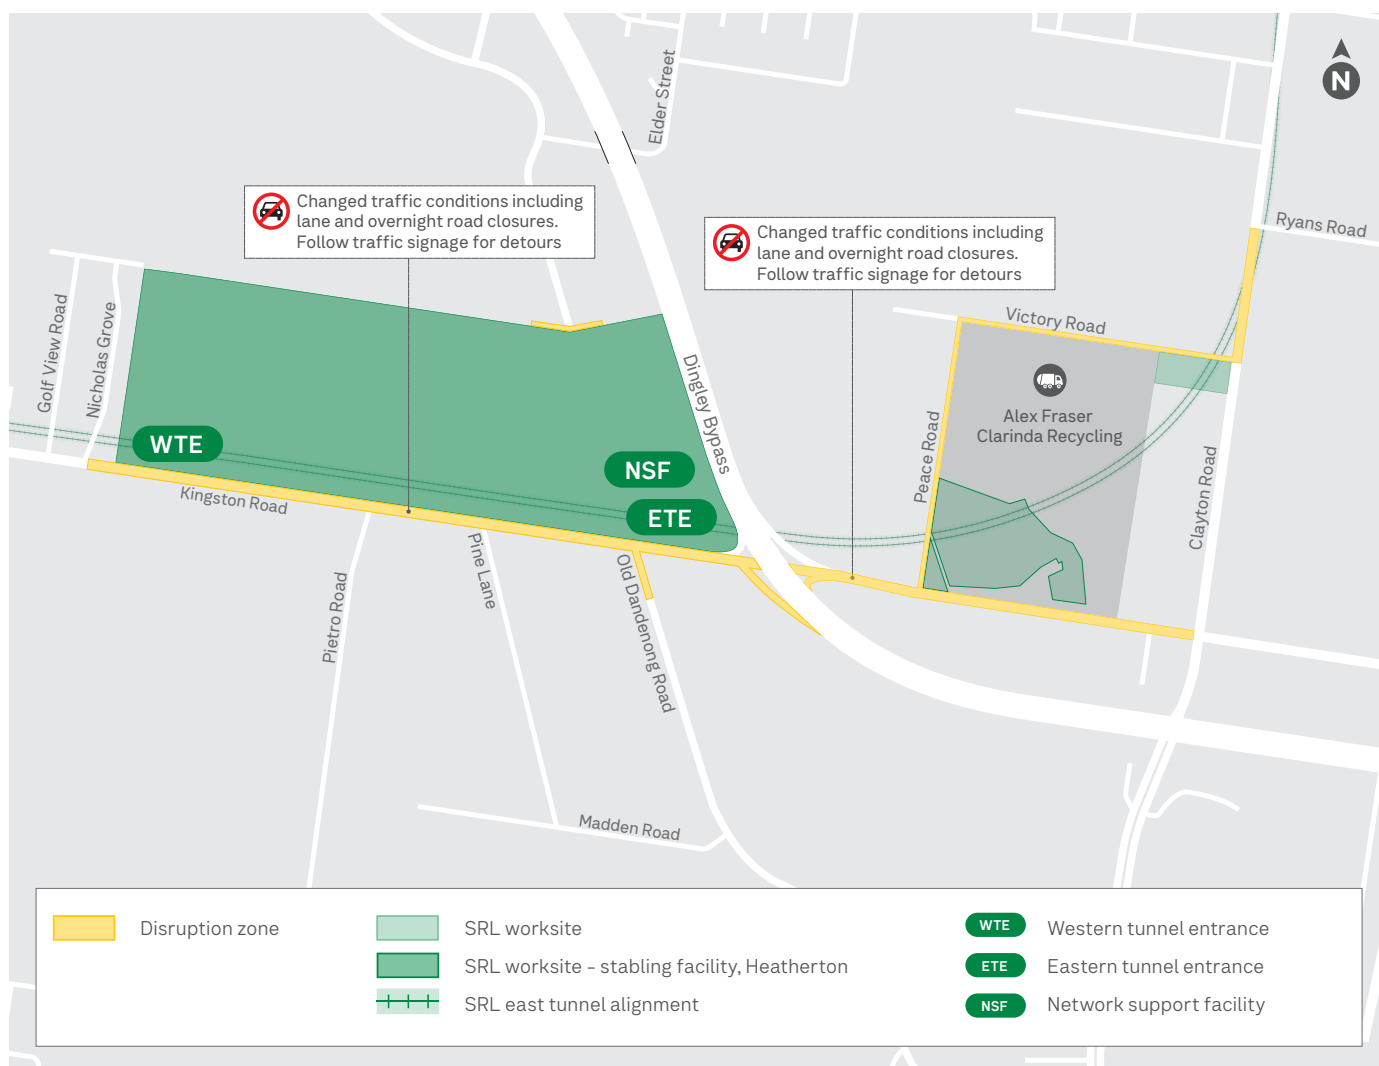 N
Elder Street
Changed traffic conditions including
lane and overnight road closures.
Follow traffic signage for detours
Changed traffic conditions including
lane and overnight road closures.
Follow traffic signage for detours
Ryans Road
Golf View Road
Nicholas Grove
Victory Road
Dingley Bypass
Alex Fraser
Clarinda Recycling
Peace Road
Clayton Road
WTE
NSF
ETE
Kingston Road
Pine Lane
Pietro Road
Old Dandenong Road
Madden Road
Disruption zone
SRL worksite
SRL worksite – stabling facility, Heatherton
SRL east tunnel alignment
WTE Western tunnel entrance
ETE Eastern tunnel entrance
NSF Network support facility